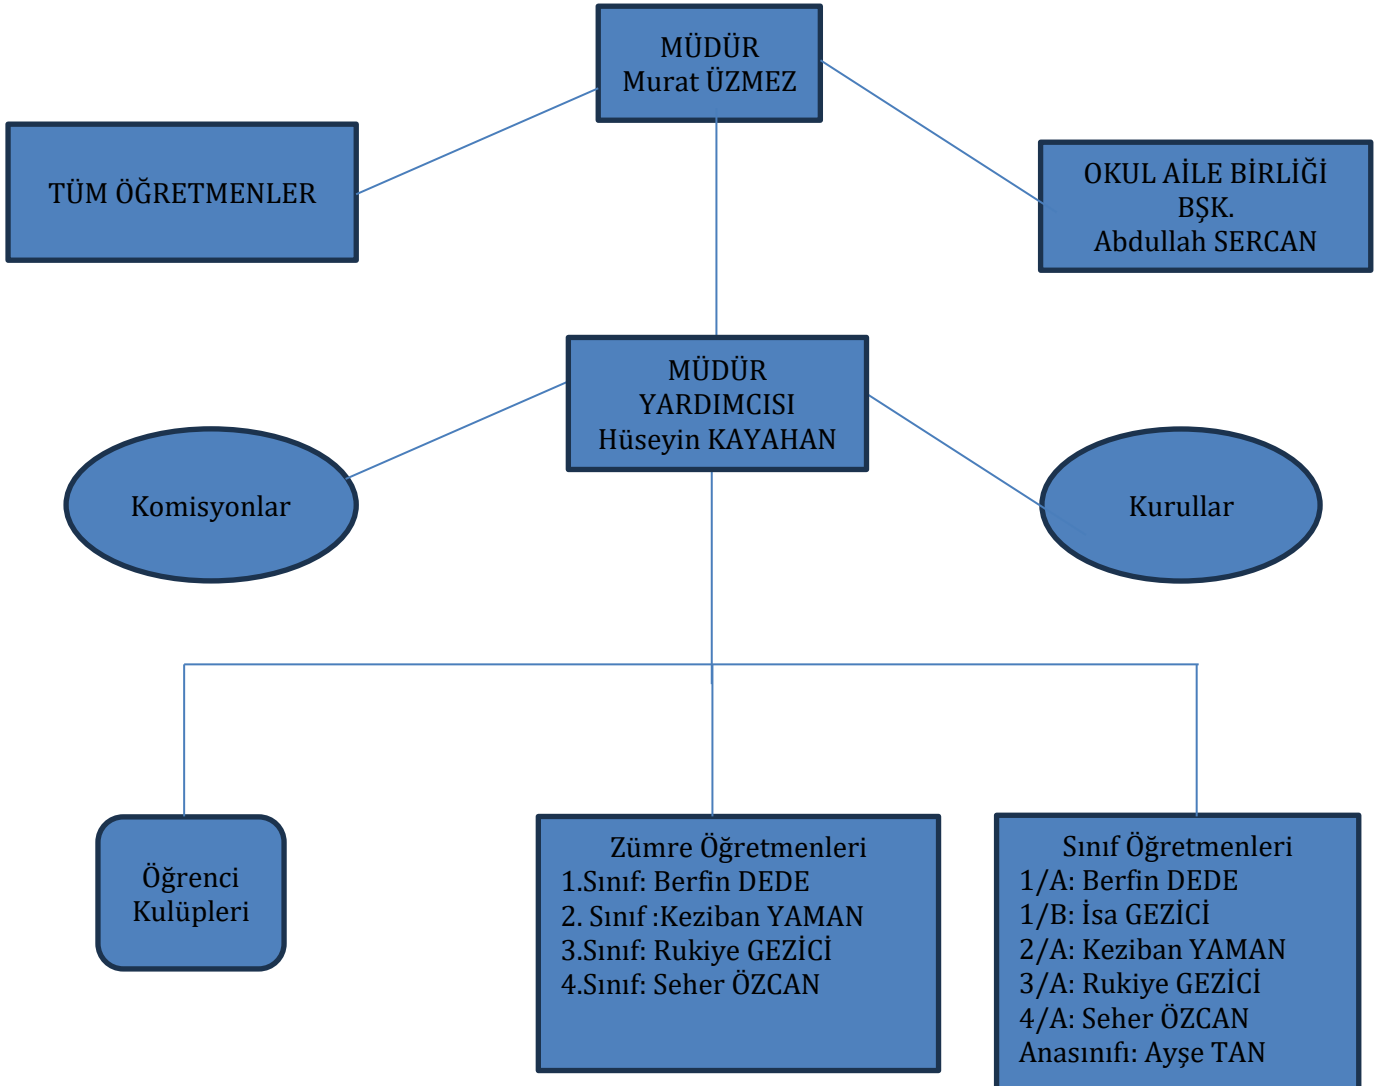 MÜDÜR
Murat ÜZMEZ
TÜM ÖĞRETMENLER
OKUL AİLE BİRLİĞİ
BŞK.
Abdullah SERCAN
MÜDÜR
YARDIMCISI
Hüseyin KAYAHAN
Komisyonlar
Kurullar
Öğrenci
Kulüpleri
Zümre Öğretmenleri
1.Sınıf: Berfin DEDE
2. Sınıf :Keziban YAMAN
3.Sınıf: Rukiye GEZİCİ
4.Sınıf: Seher ÖZCAN
Sınıf Öğretmenleri
1/A: Berfin DEDE
1/B: İsa GEZİCİ
2/A: Keziban YAMAN
3/A: Rukiye GEZİCİ
4/A: Seher ÖZCAN
Anasınıfı: Ayşe TAN